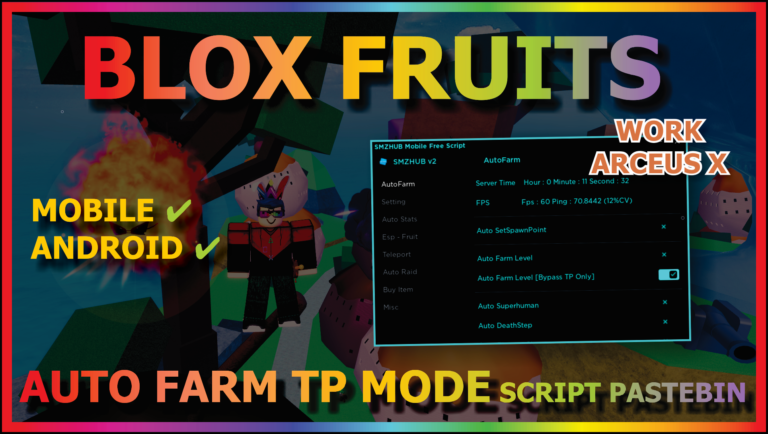 BLOX FRUITS
WORK
ARCEUS X
MOBILE ✓
ANDROID ✓
SMZHUB Mobile Free Script
SMZHUB v2
AutoFarm
AutoFarm
Setting
Auto Stats
Esp - Fruit
Teleport
Auto Raid
Buy Item
Misc
Server Time Hour : 0 Minute : 11 Second : 32
FPS Fps : 60 Ping : 70.8442 (12%CV)
Auto SetSpawnPoint ×
Auto Farm Level ×
Auto Farm Level [Bypass TP Only] ✓
Auto Superhuman ×
Auto DeathStep ×
AUTO FARM TP MODE SCRIPT PASTEBIN